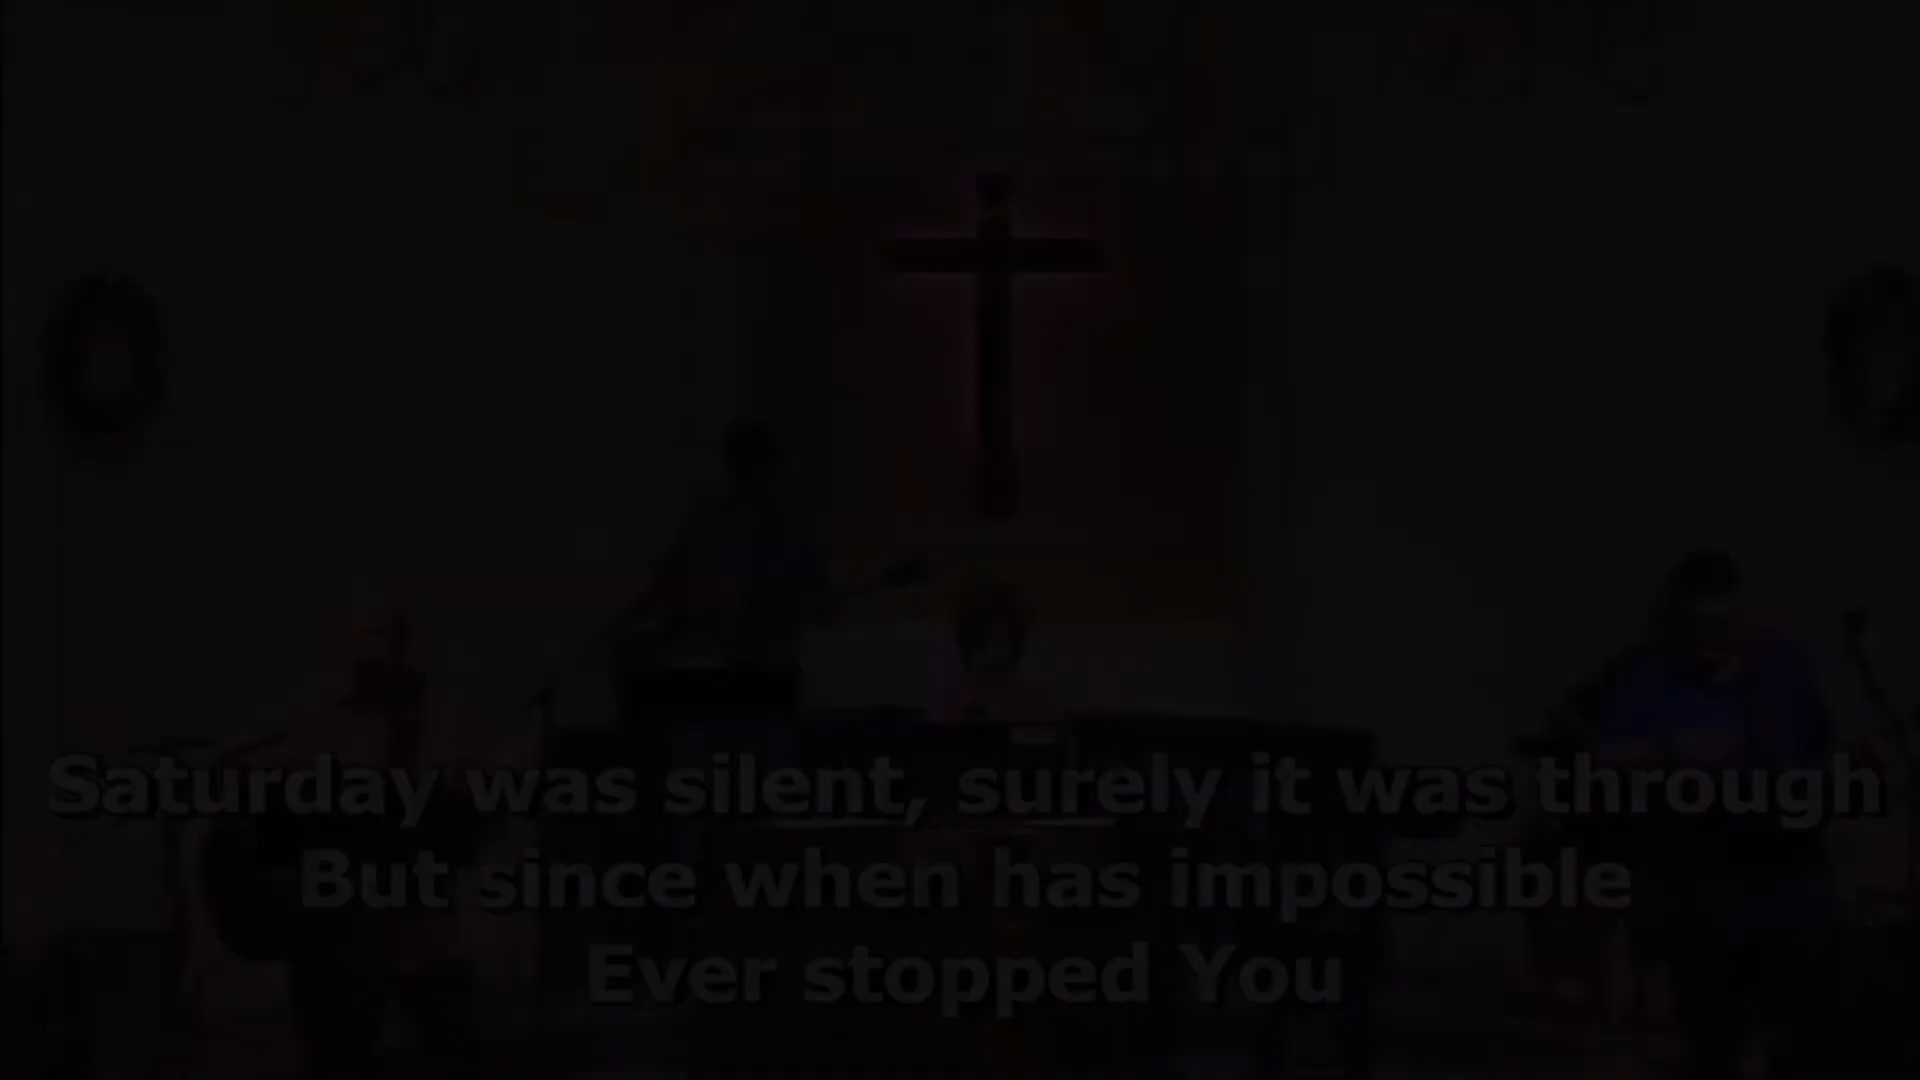 Saturday was silent, surely it was through
But since when has impossible
Ever stopped You